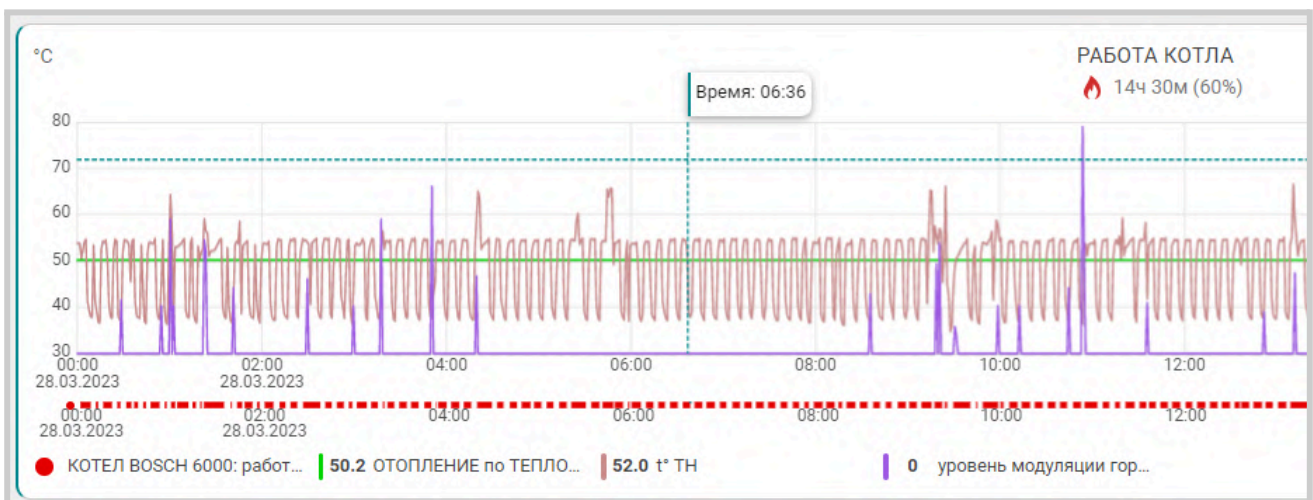 °C
РАБОТА КОТЛА
14ч 30м (60%)
Время: 06:36
80
70
60
50
40
30
00:00 02:00 04:00 06:00 08:00 10:00 12:00
28.03.2023 28.03.2023
00:00 02:00 04:00 06:00 08:00 10:00 12:00
28.03.2023 28.03.2023
КОТЕЛ BOSCH 6000: работ... 50.2 ОТОПЛЕНИЕ по ТЕПЛО... 52.0 t° ТН 0 уровень модуляции гор...